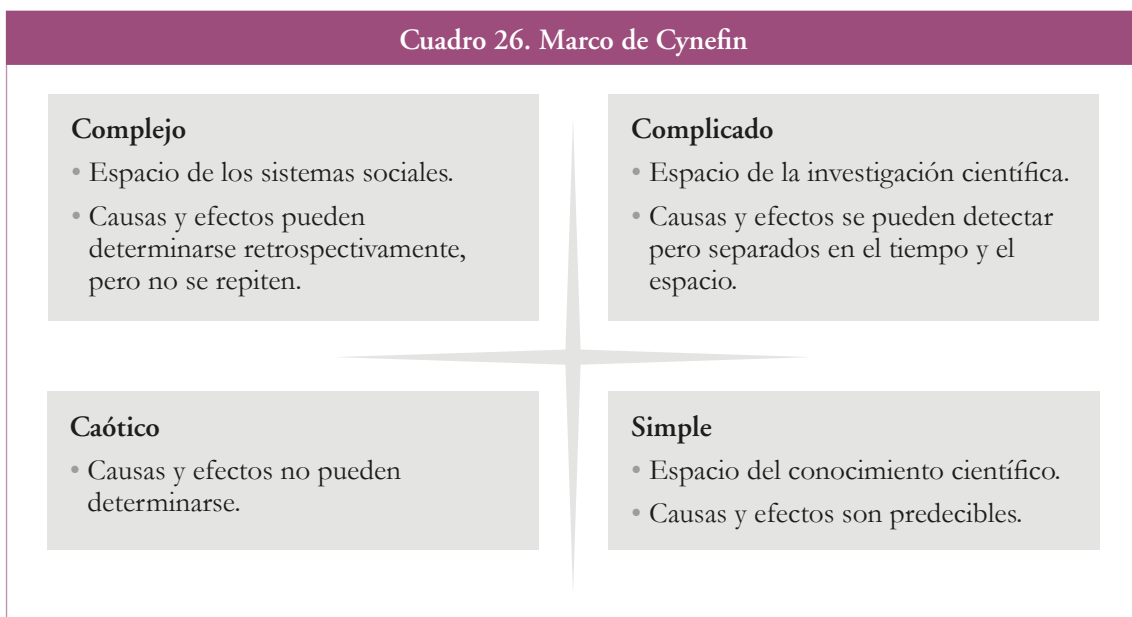 Cuadro 26. Marco de Cynefin
Complejo
• Espacio de los sistemas sociales.
• Causas y efectos pueden
determinarse retrospectivamente,
pero no se repiten.
Complicado
• Espacio de la investigación científica.
• Causas y efectos se pueden detectar
pero separados en el tiempo y el
espacio.
Caótico
• Causas y efectos no pueden
determinarse.
Simple
• Espacio del conocimiento científico.
• Causas y efectos son predecibles.